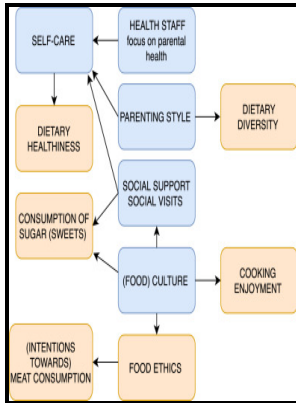 SELF-CARE
HEALTH STAFF
focus on parental
health
PARENTING STYLE
DIETARY
DIVERSITY
DIETARY
HEALTHINESS
SOCIAL SUPPORT
SOCIAL VISITS
CONSUMPTION OF
SUGAR (SWEETS)
(FOOD) CULTURE
COOKING
ENJOYMENT
(INTENTIONS
TOWARDS)
MEAT CONSUMPTION
FOOD ETHICS